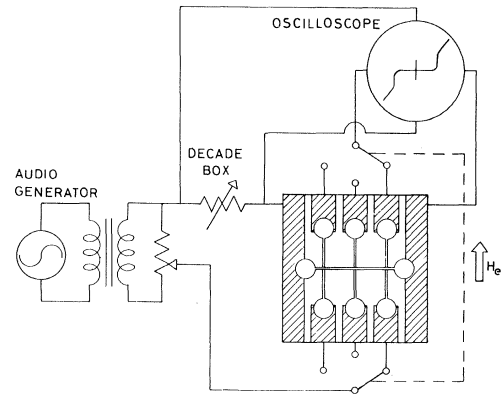 OSCILLOSCOPE
DECADE
BOX
AUDIO
GENERATOR
He